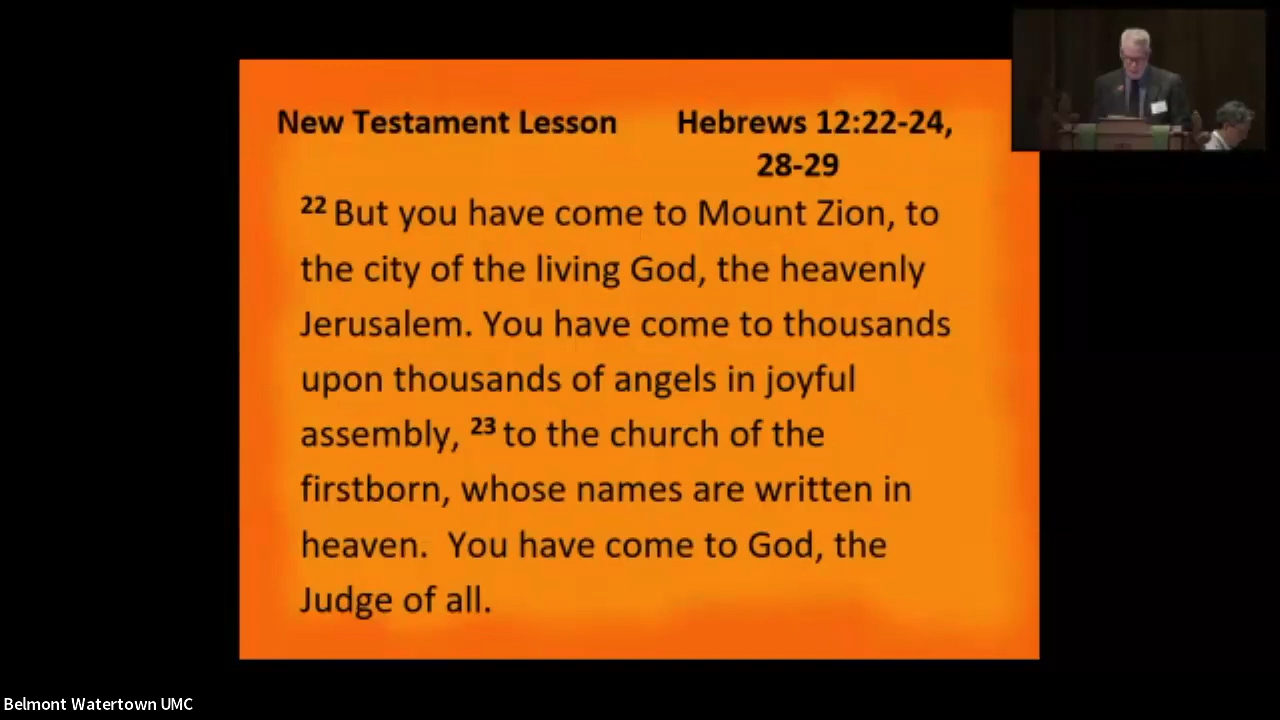 New Testament Lesson Hebrews 12:22-24,
28-29
22 But you have come to Mount Zion, to
the city of the living God, the heavenly
Jerusalem. You have come to thousands
upon thousands of angels in joyful
assembly, 23 to the church of the
firstborn, whose names are written in
heaven.  You have come to God, the
Judge of all.
Belmont Watertown UMC